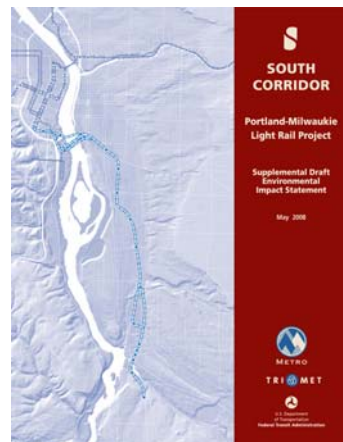 SOUTH
CORRIDOR
Portland-Milwaukie
Light Rail Project
Supplemental Draft
Environmental
Impact Statement
May 2008
METRO
TRI MET
U.S. Department
of Transportation
Federal Transit Administration